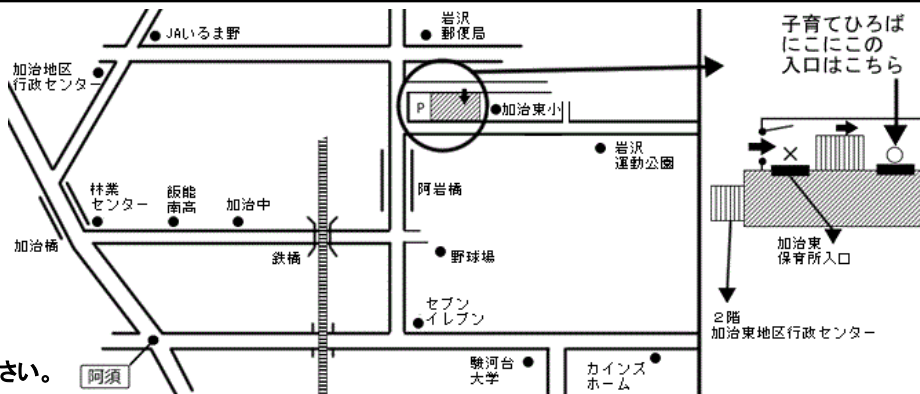 JAいるま野
岩沢
郵便局
加治地区
行政センター
P
加治東小
岩沢
運動公園
林業
センター
飯能
南高
加治中
阿岩橋
加治橋
鉄橋
野球場
セブン
イレブン
さい。
阿須
駿河台
大学
カインズ
ホーム
子育てひろば
にこにこの
入口はこちら
加治東
保育所入口
2階
加治東地区行政センター